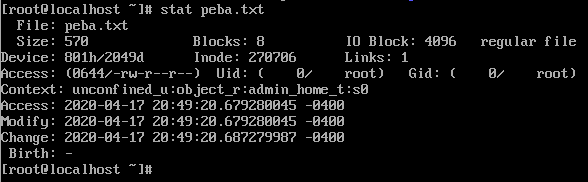 [root@localhost ~]# stat peba.txt
  File: peba.txt
  Size: 570             Blocks: 8          IO Block: 4096   regular file
Device: 801h/2049d      Inode: 270706      Links: 1
Access: (0644/-rw-r--r--)  Uid: (    0/    root)   Gid: (    0/    root)
Context: unconfined_u:object_r:admin_home_t:s0
Access: 2020-04-17 20:49:20.679280045 -0400
Modify: 2020-04-17 20:49:20.679280045 -0400
Change: 2020-04-17 20:49:20.687279987 -0400
 Birth: -
[root@localhost ~]#